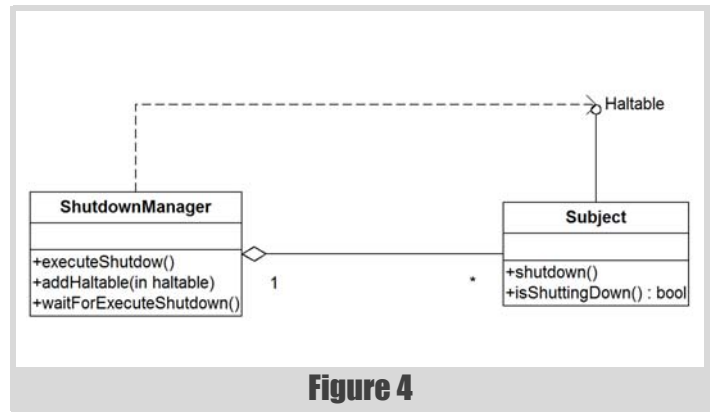 Haltable
ShutdownManager
+executeShutdow()
+addHaltable(in haltable)
+waitForExecuteShutdown()
1
*
Subject
+shutdown()
+isShuttingDown() : bool
Figure 4